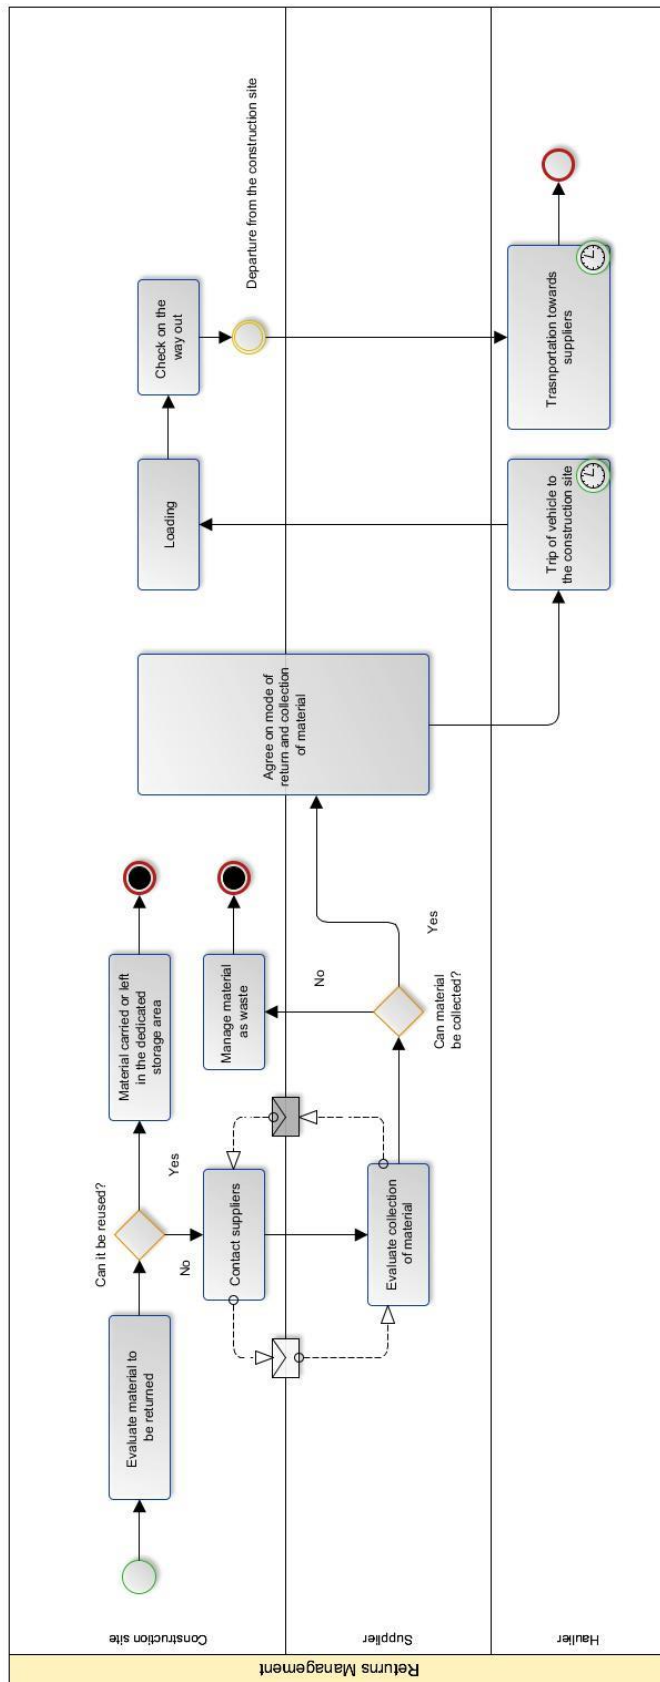 Returns Management
Construction site
Supplier
Haulier
Evaluate material to
be returned
Can it be reused?
Yes
No
Material carried or left
in the dedicated
storage area
Contact suppliers
Evaluate collection
of material
Manage material
as waste
No
Can material
be collected?
Yes
Agree on mode of
return and collection
of material
Trip of vehicle to
the construction site
Loading
Check on the
way out
Departure from the construction site
Trasnportation towards
suppliers